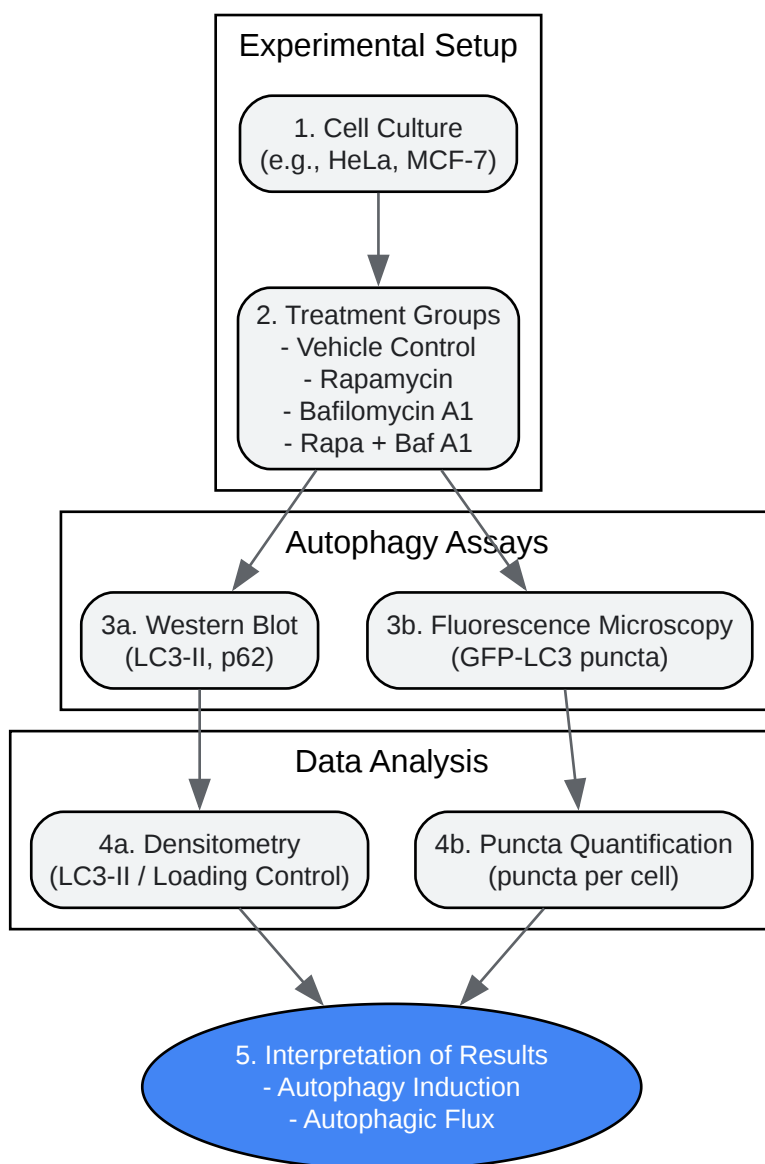 Experimental Setup
1. Cell Culture
(e.g., HeLa, MCF-7)
2. Treatment Groups
- Vehicle Control
- Rapamycin
- Bafilomycin A1
- Rapa + Baf A1
Autophagy Assays
3a. Western Blot
(LC3-II, p62)
3b. Fluorescence Microscopy
(GFP-LC3 puncta)
Data Analysis
4a. Densitometry
(LC3-II / Loading Control)
4b. Puncta Quantification
(puncta per cell)
5. Interpretation of Results
- Autophagy Induction
- Autophagic Flux